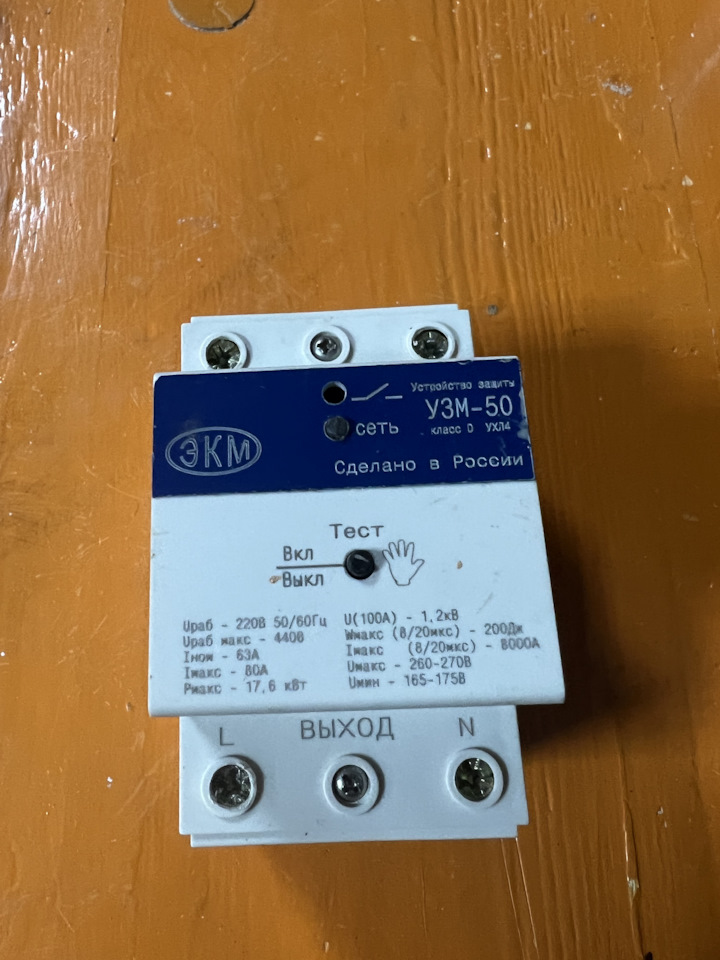 Устройство защиты
УЗМ-50
класс 0 УХЛ4
сеть
ЭКМ
Сделано в России
Тест
Вкл
Выкл
Uраб - 220В 50/60Гц
Uраб макс - 440В
Iном - 63А
Iмакс - 80А
Рмакс - 17,6 кВт
U(100А) - 1,2кВ
Wмакс (8/20мкс) - 200Дж
Iмакс (8/20мкс) - 8000А
Uмакс - 260-270В
Uмин - 165-175В
L ВЫХОД N